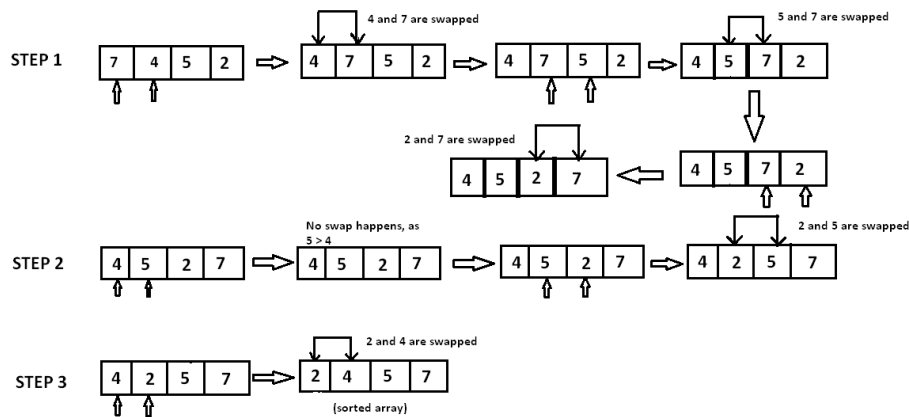 4 and 7 are swapped
5 and 7 are swapped
STEP 1
7 4 5 2
4 7 5 2
4 7 5 2
4 5 7 2
2 and 7 are swapped
4 5 2 7
4 5 7 2
No swap happens, as
5 > 4
2 and 5 are swapped
STEP 2
4 5 2 7
4 5 2 7
4 5 2 7
4 2 5 7
2 and 4 are swapped
STEP 3
4 2 5 7
2 4 5 7
(sorted array)